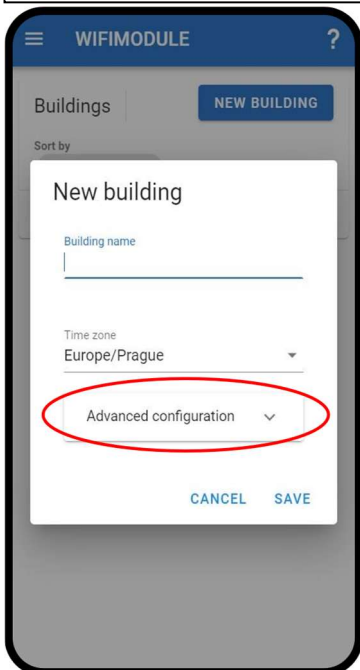 WIFIMODULE ?
Buildings NEW BUILDING
Sort by
New building
Building name
Time zone
Europe/Prague
Advanced configuration
CANCEL SAVE